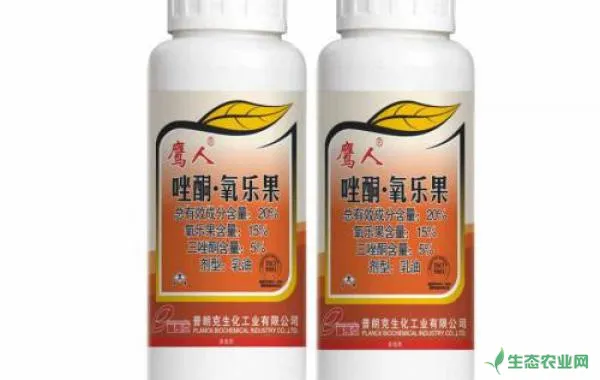 鹰人®
唑酮·氧乐果
总有效成分含量：20%
氧乐果含量：15%
三唑酮含量：5%
剂型：乳油
普朗克生化工业有限公司
PLANCK BIOCHEMICAL INDUSTRY CO.,LTD.
鹰人®
唑酮·氧乐果
总有效成分含量：20%
氧乐果含量：15%
三唑酮含量：5%
剂型：乳油
普朗克生化工业有限公司
PLANCK BIOCHEMICAL INDUSTRY CO.,LTD.
生态农业网